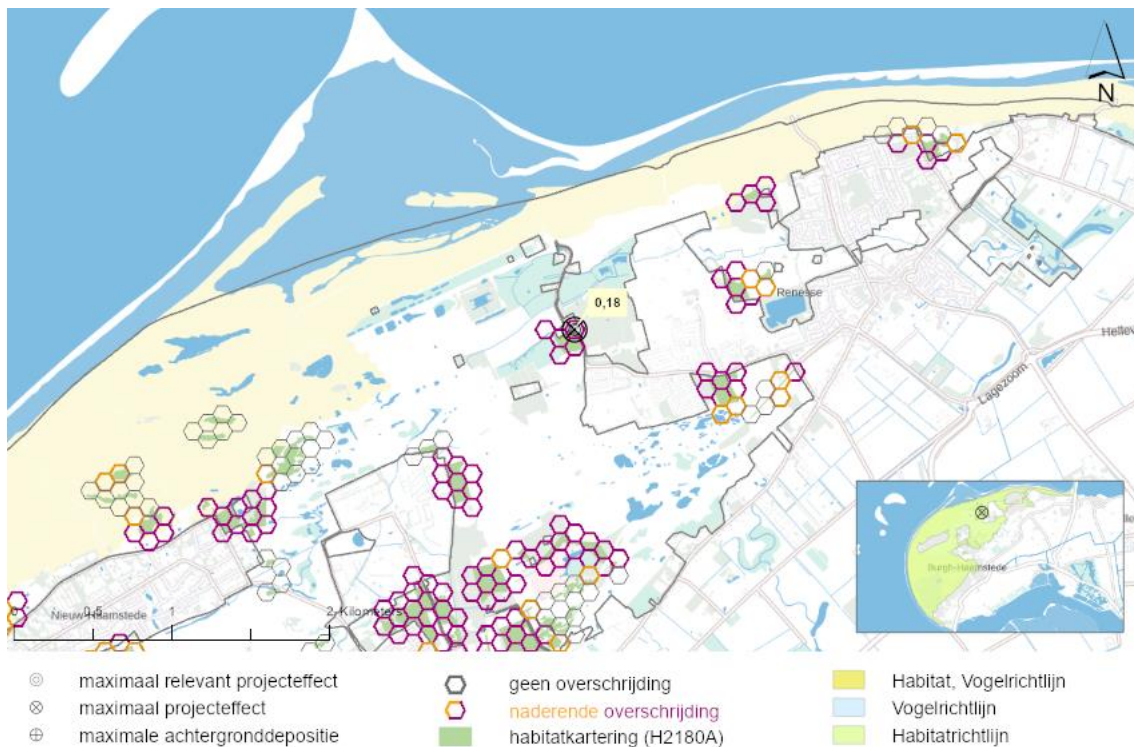 N
0,18
Renesse
Hellev
Lagezoom
Burgh-Haamstede
Nieuw-Haamstede
0 0,5 1 2 Kilometers
maximaal relevant projecteffect
geen overschrijding
Habitat, Vogelrichtlijn
maximaal projecteffect
naderende overschrijding
Vogelrichtlijn
maximale achtergronddepositie
habitatkartering (H2180A)
Habitatrichtlijn